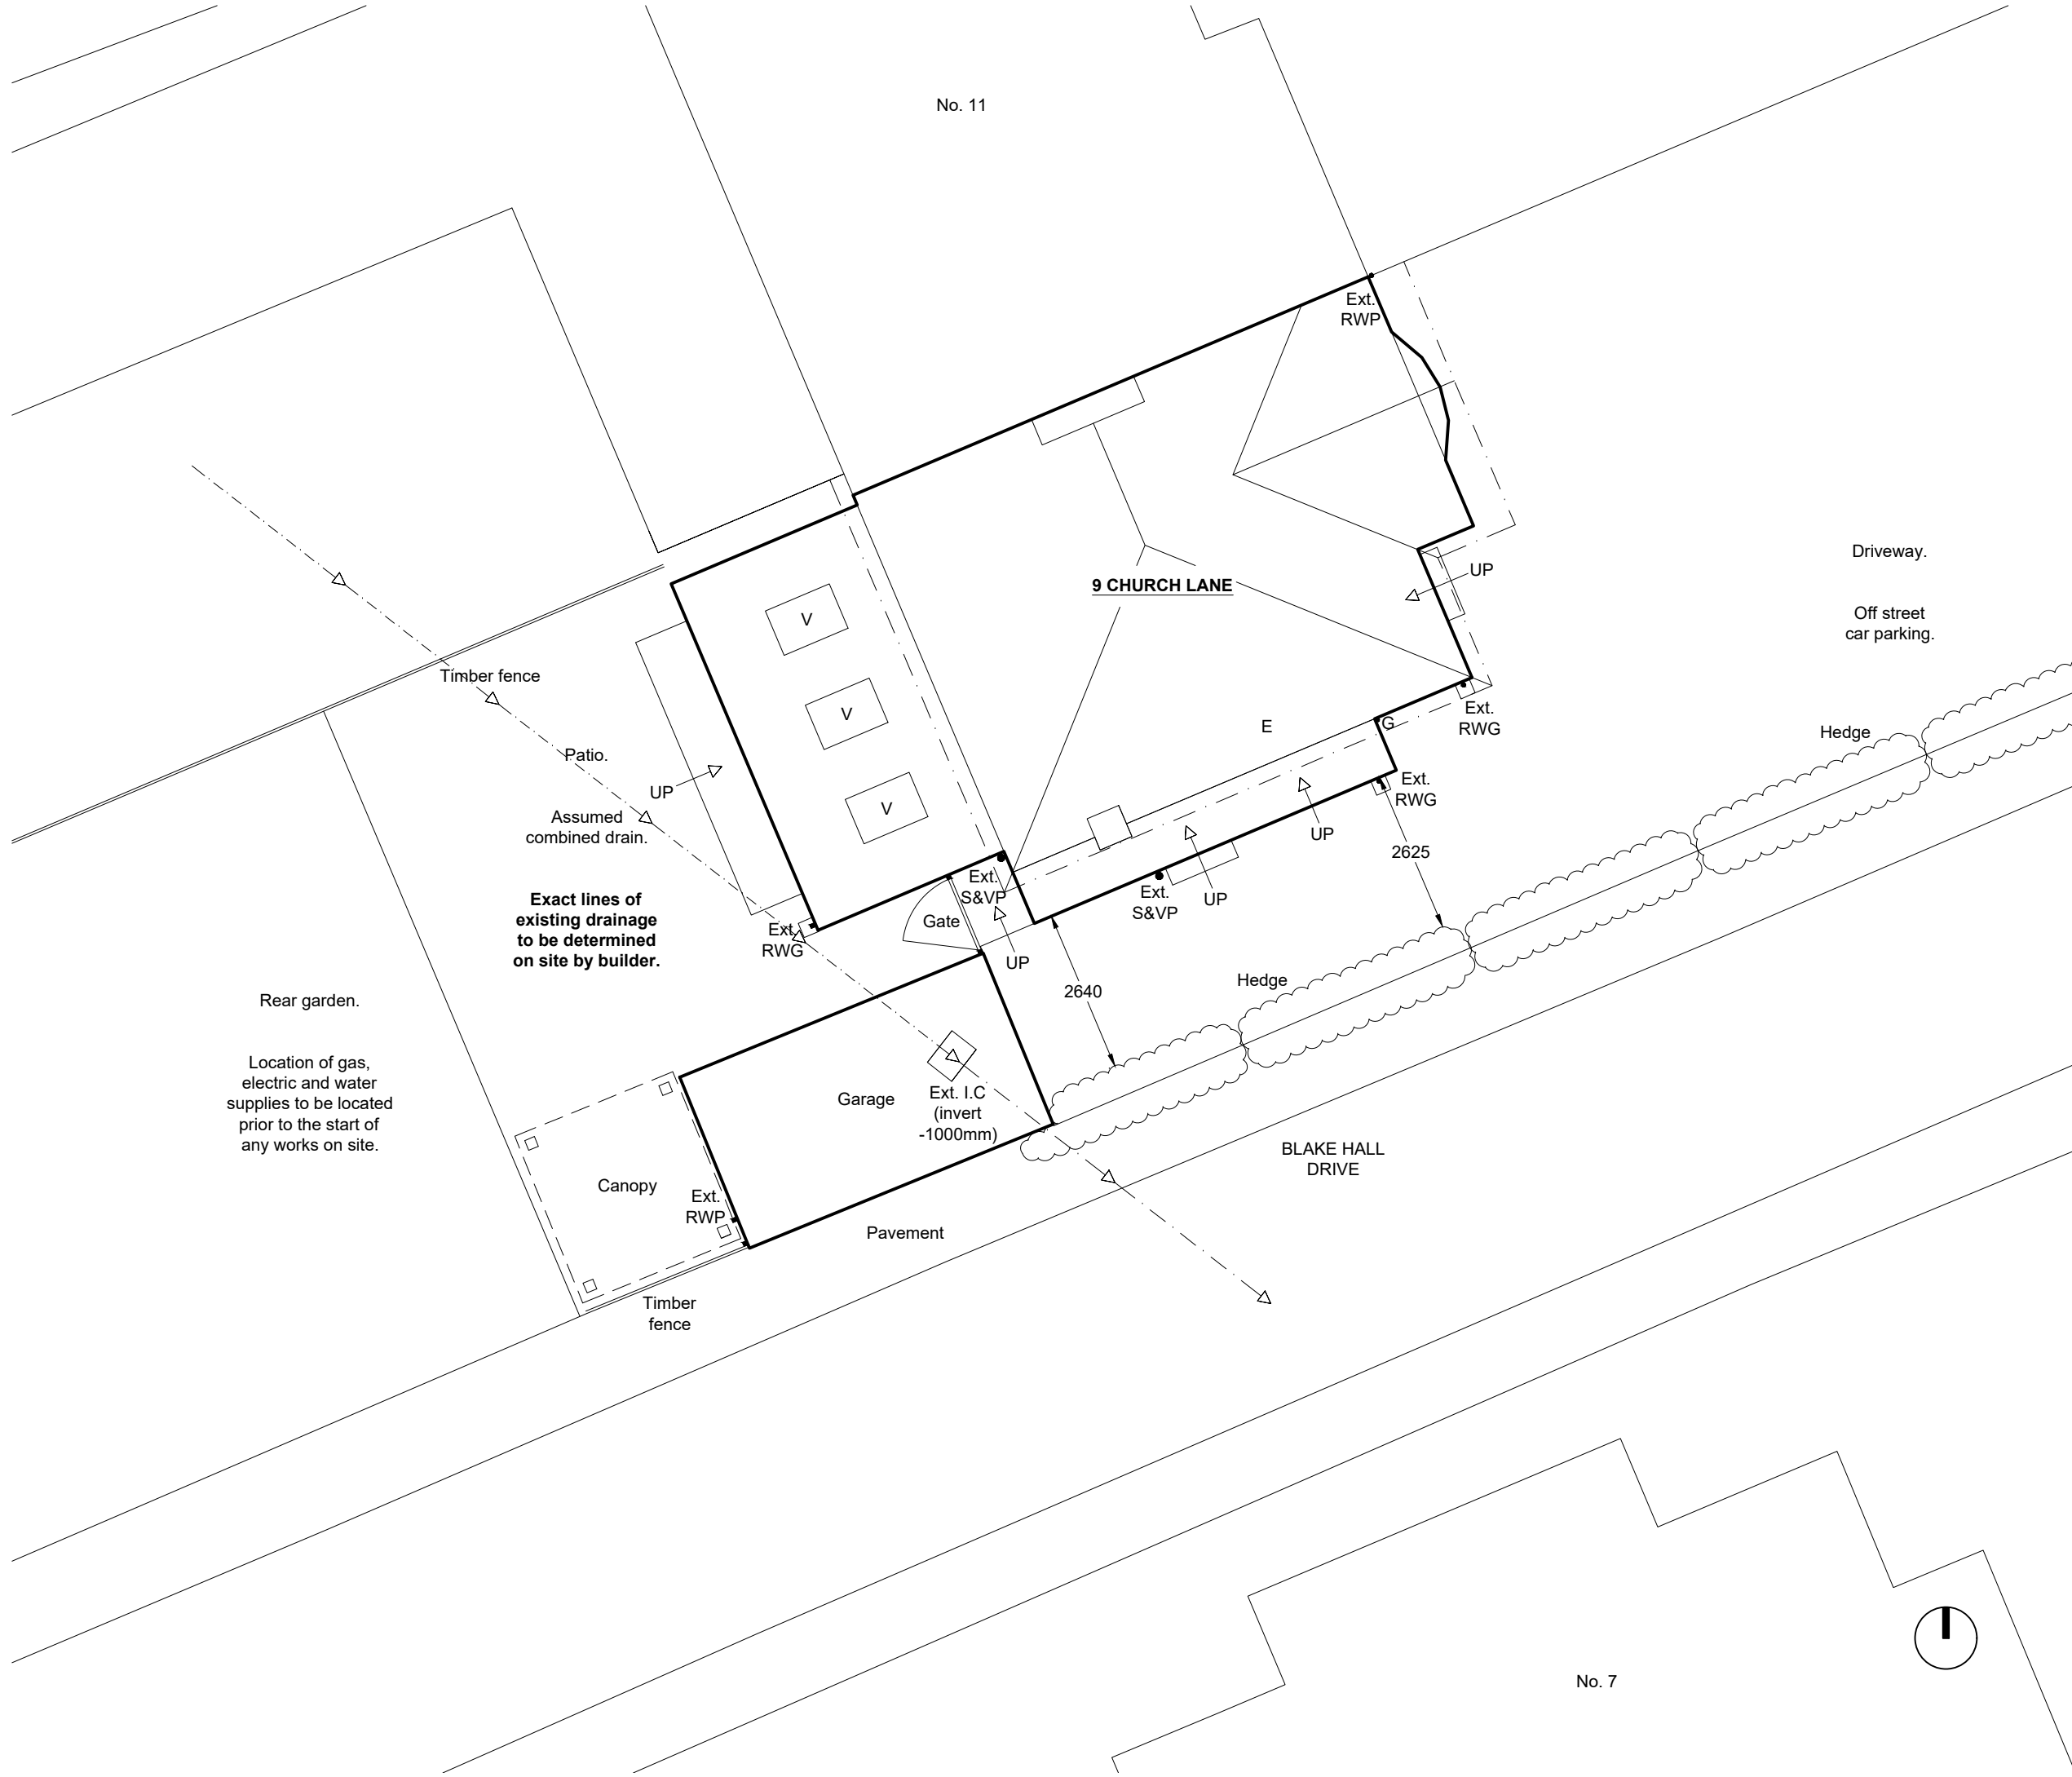 No. 11
Ext.
RWP
9 CHURCH LANE
UP
Driveway.
Off street
car parking.
V
V
V
Timber fence
Patio.
UP
Assumed
combined drain.
Exact lines of
existing drainage
to be determined
on site by builder.
E
G
Ext.
RWG
Hedge
Ext.
RWG
UP
2625
Ext.
S&VP
Ext.
S&VP
UP
Gate
Ext.
RWG
UP
2640
Hedge
Rear garden.
Location of gas,
electric and water
supplies to be located
prior to the start of
any works on site.
Garage
Ext. I.C
(invert
-1000mm)
BLAKE HALL
DRIVE
Canopy
Ext.
RWP
Pavement
Timber
fence
No. 7